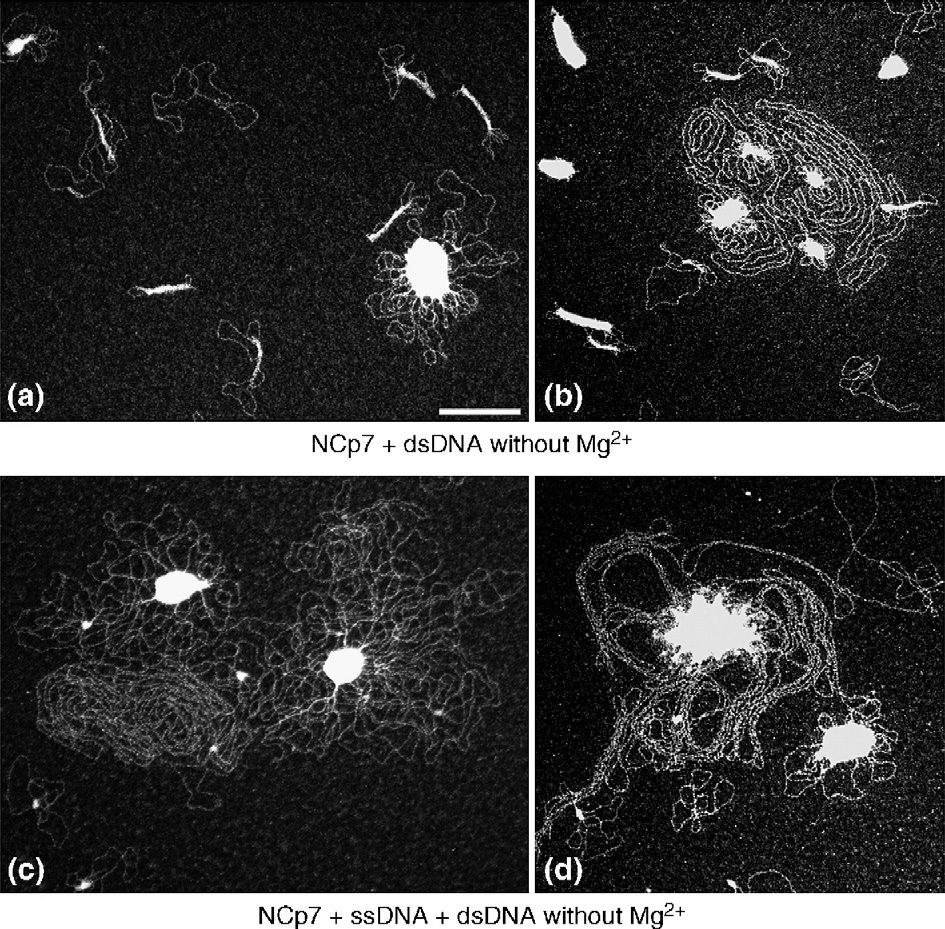 (a)
(b)
NCp7 + dsDNA without Mg²⁺
(c)
(d)
NCp7 + ssDNA + dsDNA without Mg²⁺